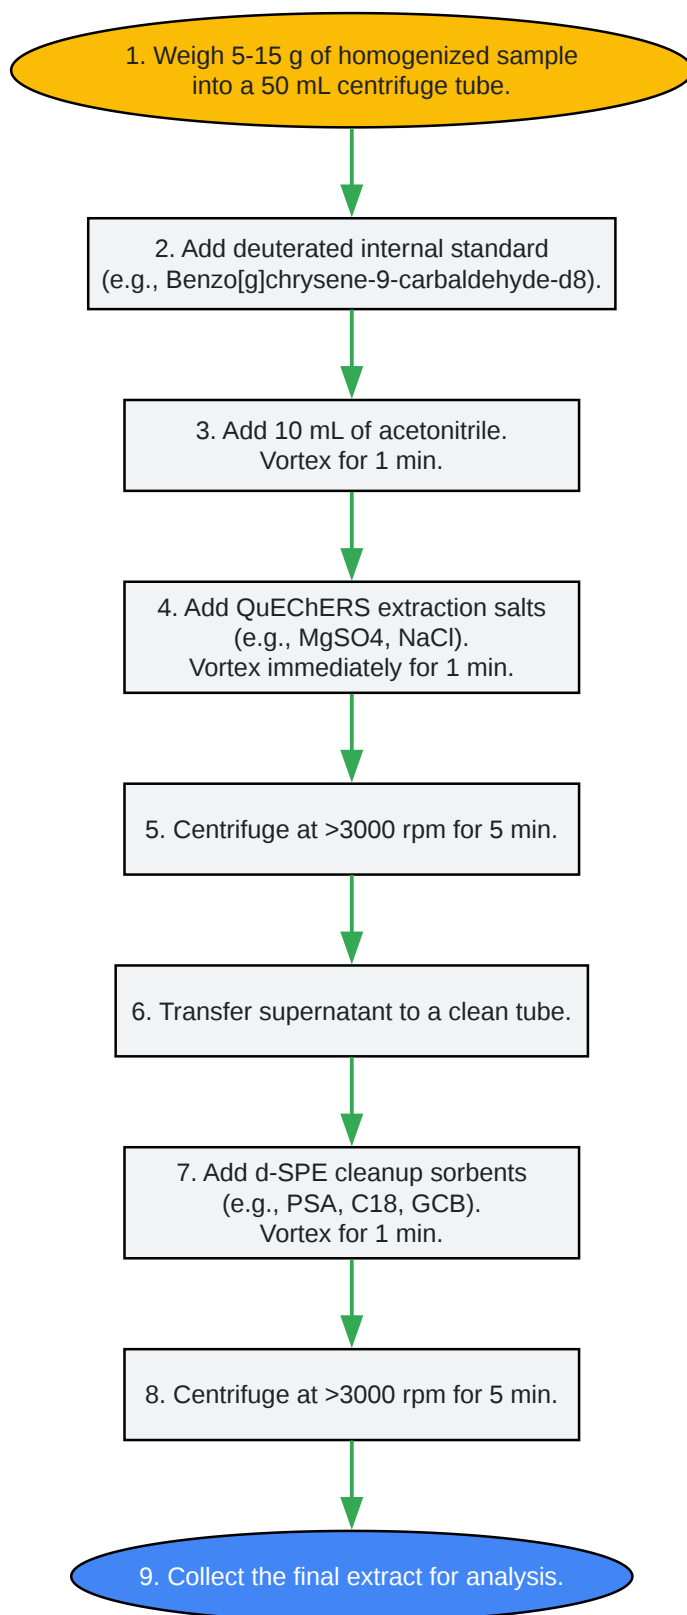 1. Weigh 5-15 g of homogenized sample
into a 50 mL centrifuge tube.
2. Add deuterated internal standard
(e.g., Benzo[g]chrysene-9-carbaldehyde-d8).
3. Add 10 mL of acetonitrile.
Vortex for 1 min.
4. Add QuEChERS extraction salts
(e.g., MgSO4, NaCl).
Vortex immediately for 1 min.
5. Centrifuge at >3000 rpm for 5 min.
6. Transfer supernatant to a clean tube.
7. Add d-SPE cleanup sorbents
(e.g., PSA, C18, GCB).
Vortex for 1 min.
8. Centrifuge at >3000 rpm for 5 min.
9. Collect the final extract for analysis.